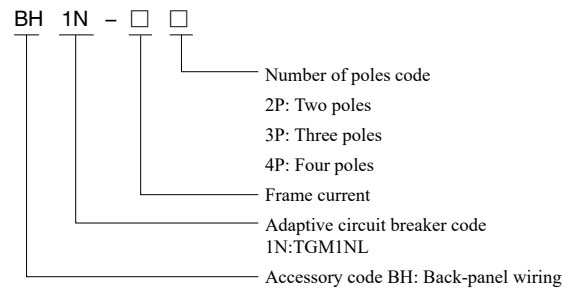 BH 1N – □ □
Number of poles code
2P: Two poles
3P: Three poles
4P: Four poles
Frame current
Adaptive circuit breaker code
1N:TGM1NL
Accessory code BH: Back-panel wiring